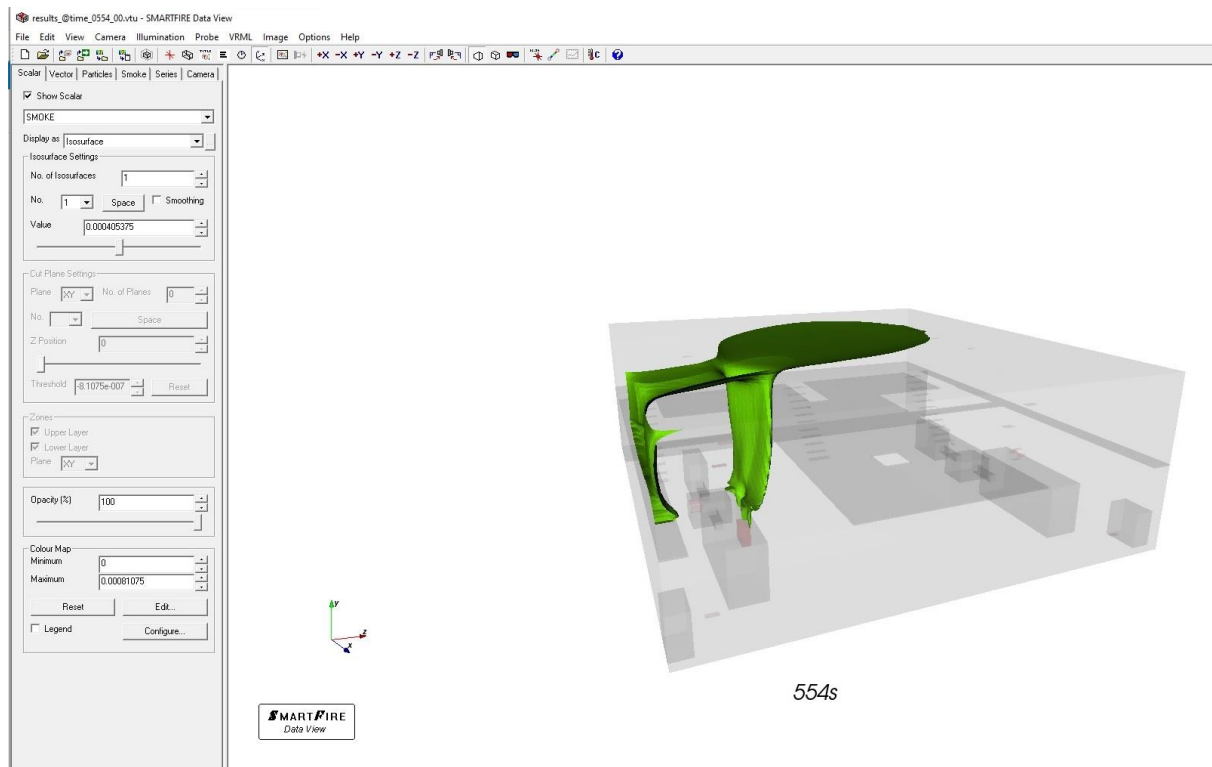 results_@time_0554_00.vtu - SMARTFIRE Data View
File Edit View Camera Illumination Probe VRML Image Options Help
+X -X +Y -Y +Z -Z
Scalar Vector Particles Smoke Series Camera
Show Scalar
SMOKE
Display as Isosurface ...
Isosurface Settings
No. of Isosurfaces 1
No. 1 Space Smoothing
Value 0.000405375
Cut Plane Settings
Plane XY No. of Planes 0
No. Space
Z Position 0
Threshold -8.1075e-007 Reset
Zones
Upper Layer
Lower Layer
Plane XY
Opacity (%) 100
Colour Map
Minimum 0
Maximum 0.00081075
Reset Edit...
Legend Configure...
y
z
x
554s
SMARTFIRE
Data View